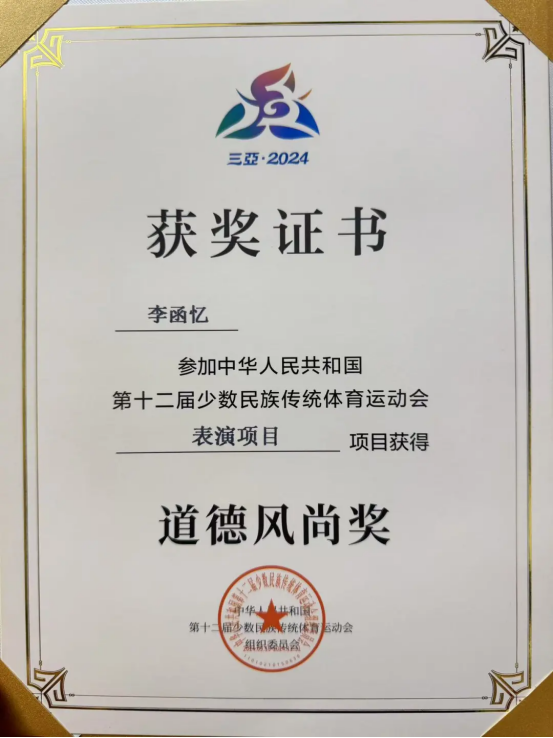 三亞·2024
获奖证书
李函忆
参加中华人民共和国
第十二届少数民族传统体育运动会
表演项目 项目获得
道德风尚奖
中华人民共和国
第十二届少数民族传统体育运动会
组织委员会